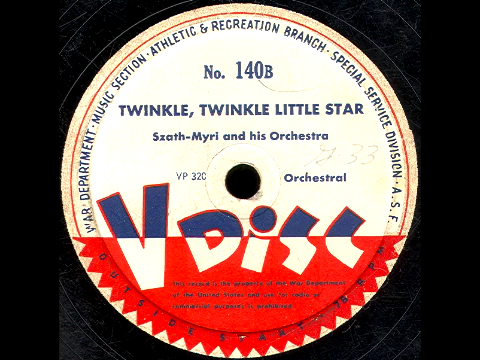 WAR DEPARTMENT · MUSIC SECTION · ATHLETIC & RECREATION BRANCH · SPECIAL SERVICE DIVISION · A.S.F.
No. 140B
TWINKLE, TWINKLE LITTLE STAR
Szath-Myri and his Orchestra
VP 320 Orchestral
V DISC
This record is the property of the War Department
of the United States and use for radio or
commercial purposes is prohibited
OUTSIDE START 78 RPM